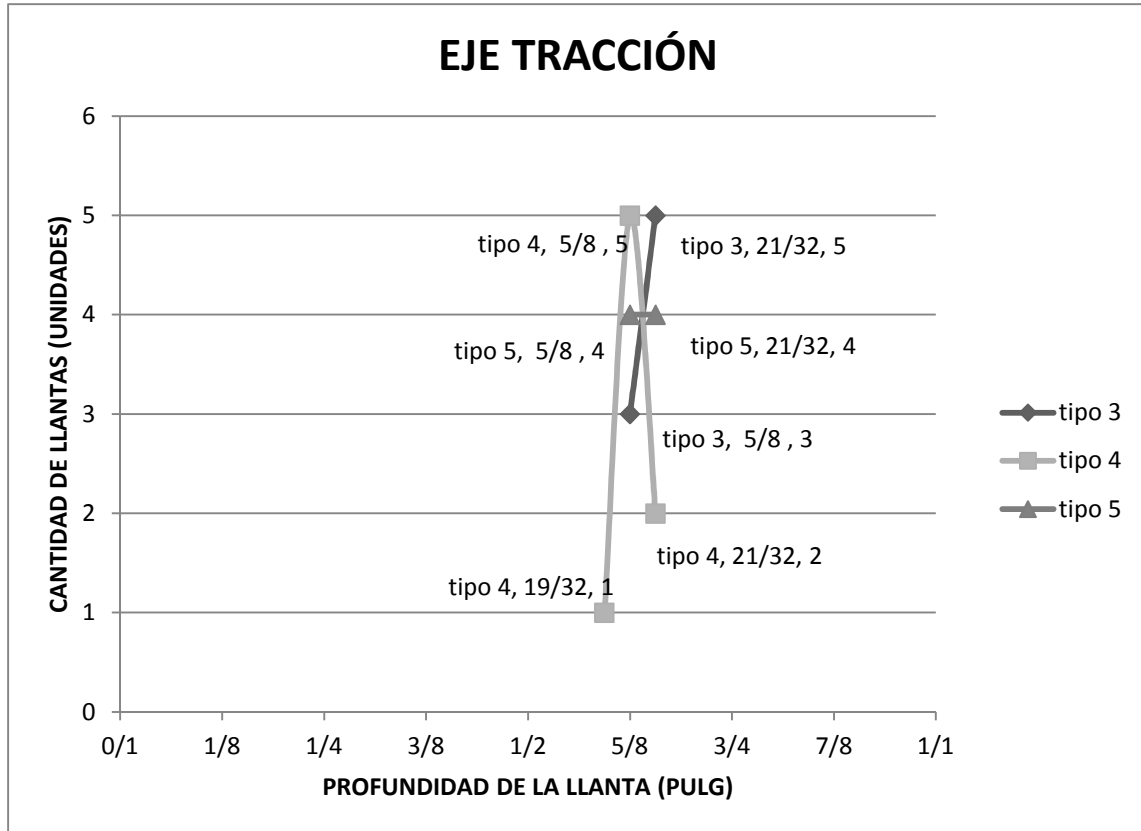 EJE TRACCIÓN
CANTIDAD DE LLANTAS (UNIDADES)
6
5
4
3
2
1
0
tipo 4, 5/8 , 5
tipo 3, 21/32, 5
tipo 5, 5/8 , 4
tipo 5, 21/32, 4
tipo 3, 5/8 , 3
tipo 4, 21/32, 2
tipo 4, 19/32, 1
tipo 3
tipo 4
tipo 5
0/1 1/8 1/4 3/8 1/2 5/8 3/4 7/8 1/1
PROFUNDIDAD DE LA LLANTA (PULG)